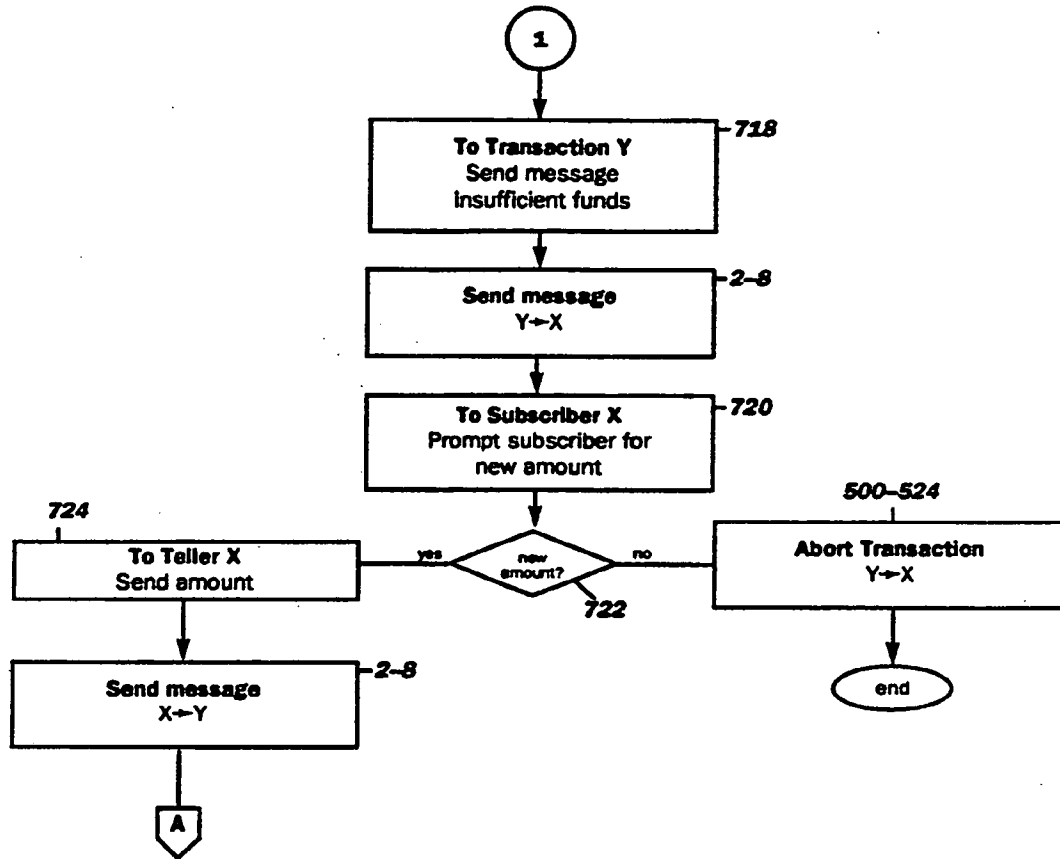 1
718
To Transaction Y
Send message
insufficient funds
2-8
Send message
Y→X
720
To Subscriber X
Prompt subscriber for
new amount
724
To Teller X
Send amount
yes
new
amount?
no
722
500-524
Abort Transaction
Y→X
2-8
Send message
X→Y
end
A